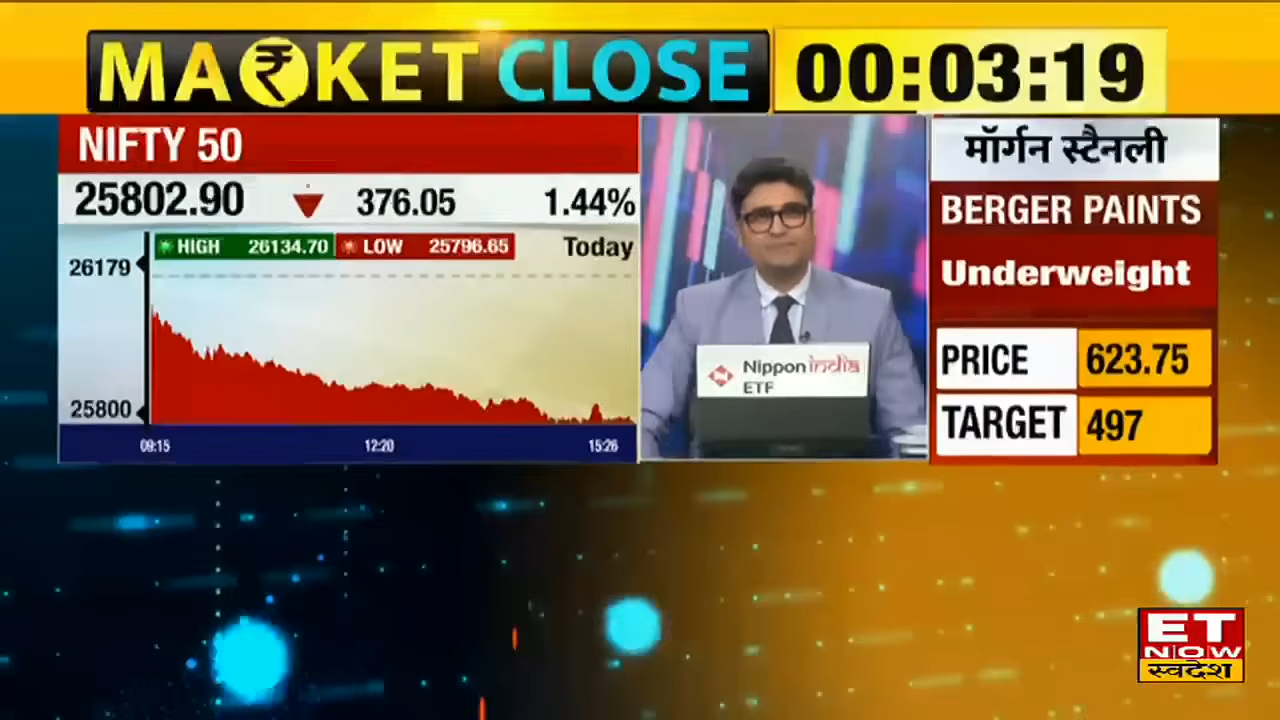 MA₹KET CLOSE 00:03:19
NIFTY 50
25802.90 ▼ 376.05 1.44%
HIGH 26134.70 LOW 25796.65 Today
26179
25800
09:15 12:20 15:26
Nippon india
ETF
मॉर्गन स्टैनली
BERGER PAINTS
Underweight
PRICE 623.75
TARGET 497
ET
NOW
स्वदेश